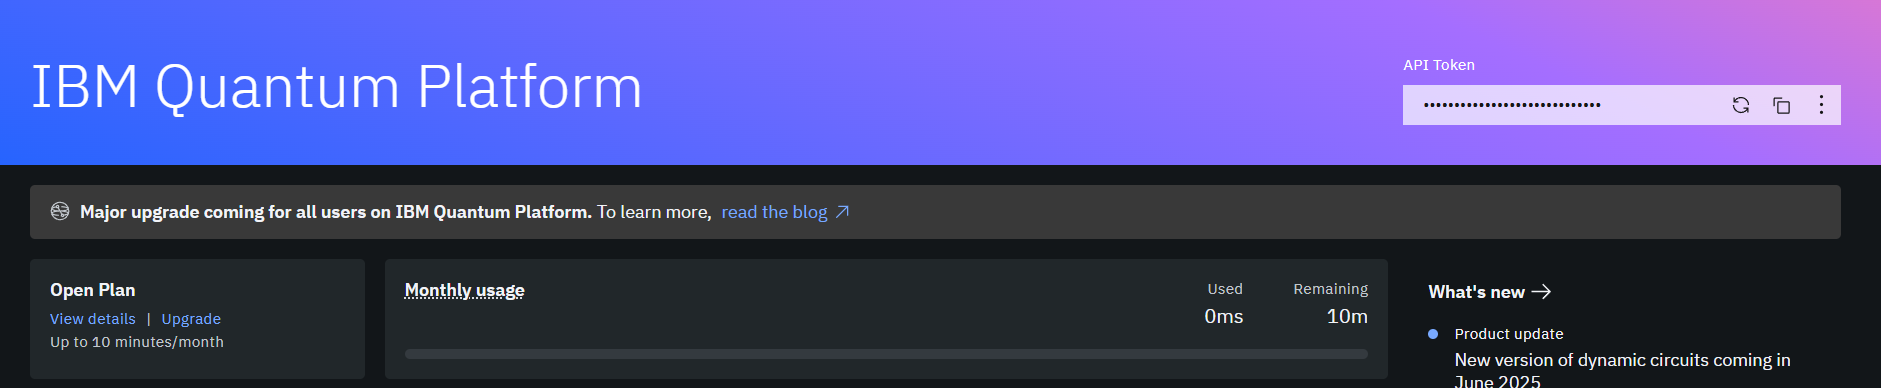 IBM Quantum Platform
API Token
Major upgrade coming for all users on IBM Quantum Platform. To learn more, read the blog
Open Plan
View details | Upgrade
Up to 10 minutes/month
Monthly usage
Used
0ms
Remaining
10m
What's new
Product update
New version of dynamic circuits coming in
June 2025